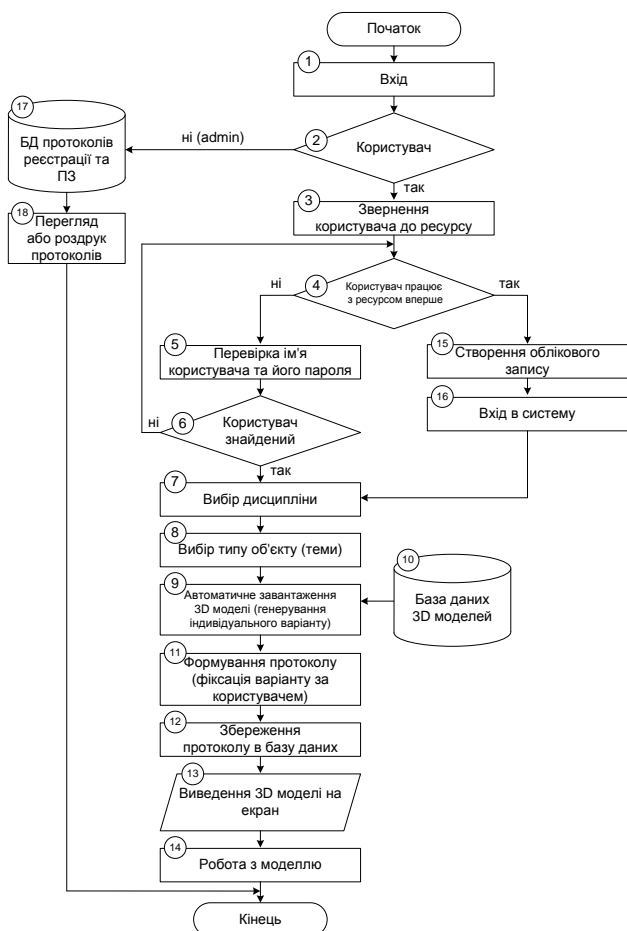 Початок
1
Вхід
17
БД протоколів
реєстрації та
ПЗ
ні (admin)
2
Користувач
так
18
Перегляд
або роздрук
протоколів
3
Звернення
користувача до ресурсу
ні
4
Користувач працює
з ресурсом вперше
так
5
Перевірка ім'я
користувача та його пароля
15
Створення облікового
запису
ні
6
Користувач
знайдений
16
Вхід в систему
так
7
Вибір дисципліни
8
Вибір типу об'єкту (теми)
9
Автоматичне завантаження
3D моделі (генерування
індивідуального варіанту)
10
База даних
3D моделей
11
Формування протоколу
(фіксація варіанту за
користувачем)
12
Збереження
протоколу в базу даних
13
Виведення 3D моделі на
екран
14
Робота з моделлю
Кінець